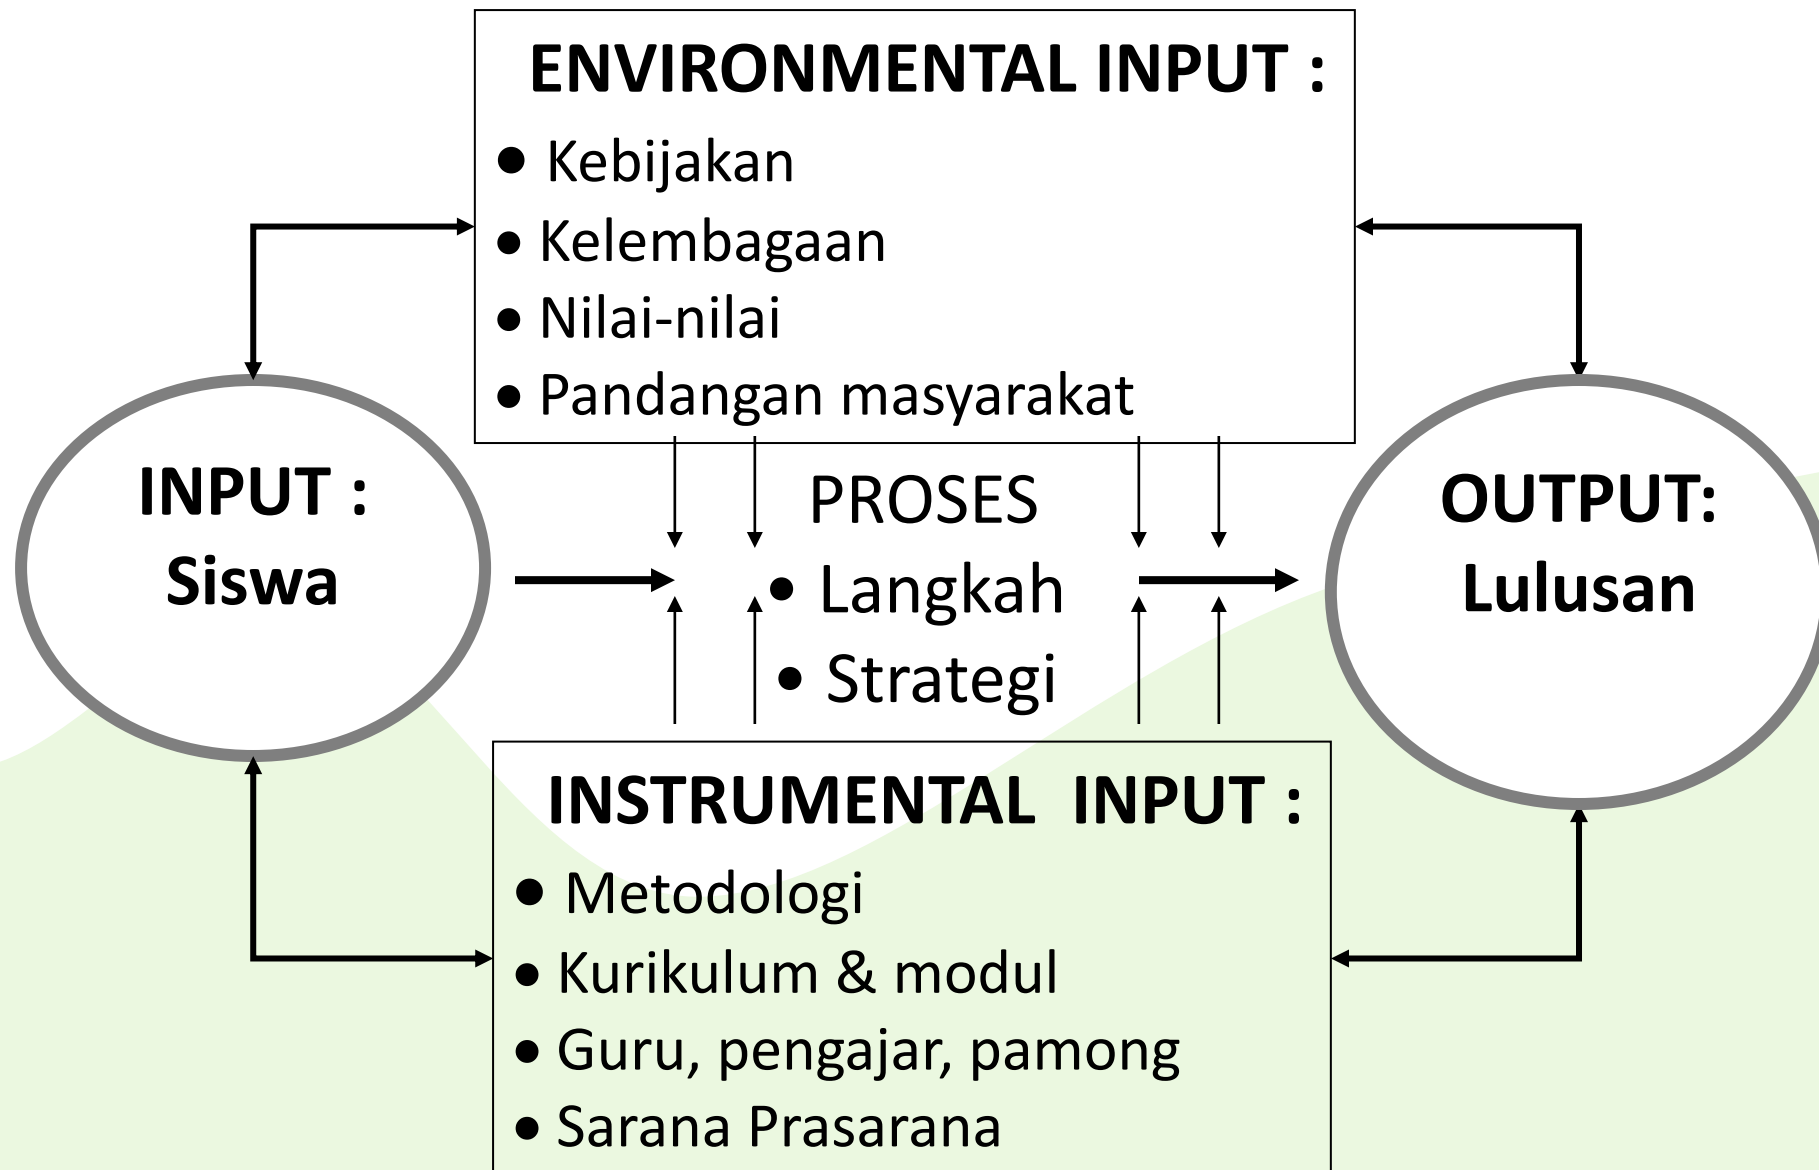 ENVIRONMENTAL INPUT :
• Kebijakan
• Kelembagaan
• Nilai-nilai
• Pandangan masyarakat
INPUT :
Siswa
PROSES
• Langkah
• Strategi
OUTPUT:
Lulusan
INSTRUMENTAL INPUT :
• Metodologi
• Kurikulum & modul
• Guru, pengajar, pamong
• Sarana Prasarana